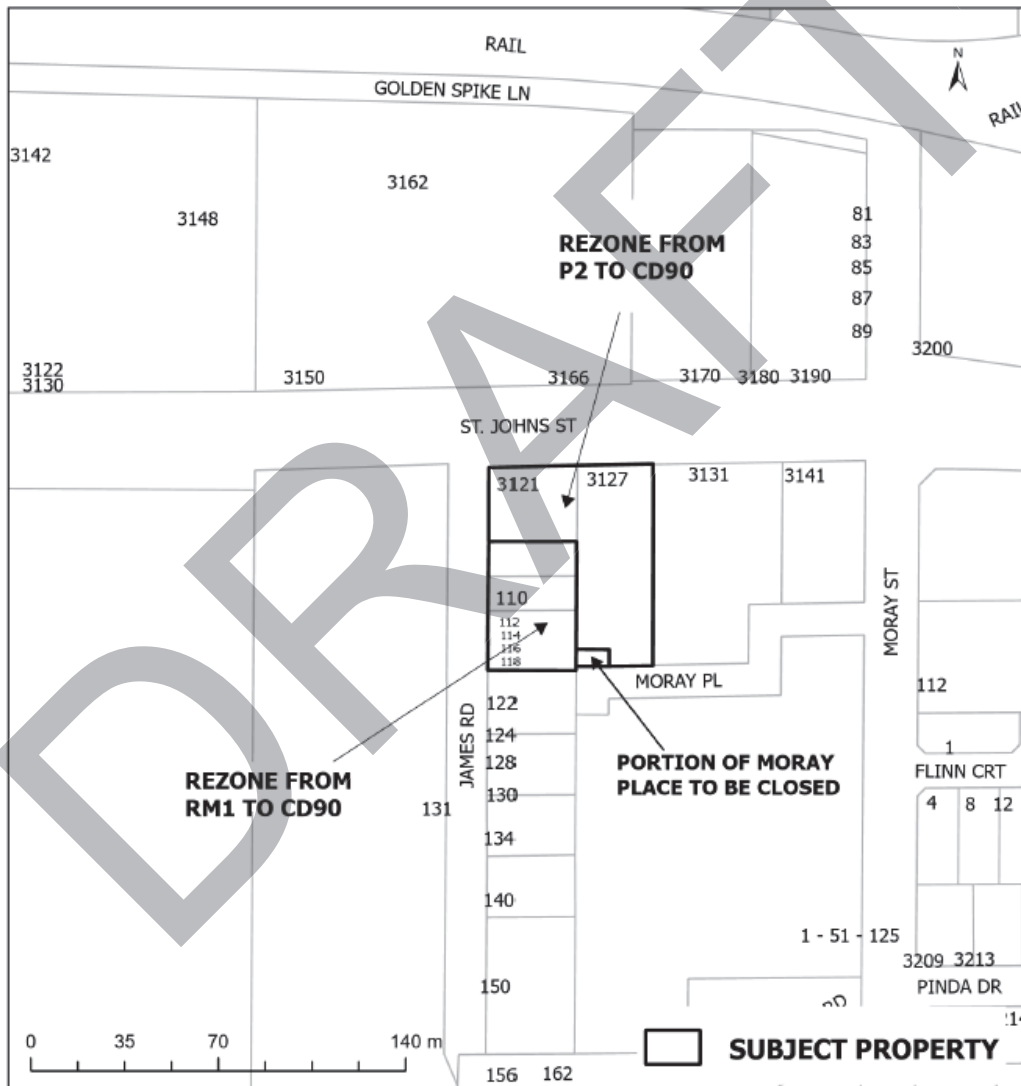 RAIL
N
GOLDEN SPIKE LN
RAIL
3142
3162
3148
81
83
85
87
89
REZONE FROM
P2 TO CD90
3200
3122
3130
3150
3166
3170
3180
3190
ST. JOHNS ST
3121
3127
3131
3141
110
112
114
116
118
MORAY ST
MORAY PL
112
122
124
128
130
134
140
150
JAMES RD
131
REZONE FROM
RM1 TO CD90
PORTION OF MORAY
PLACE TO BE CLOSED
1
FLINN CRT
4
8
12
1 - 51 - 125
3209
3213
PINDA DR
0
35
70
140 m
156
162
SUBJECT PROPERTY
DRAFT